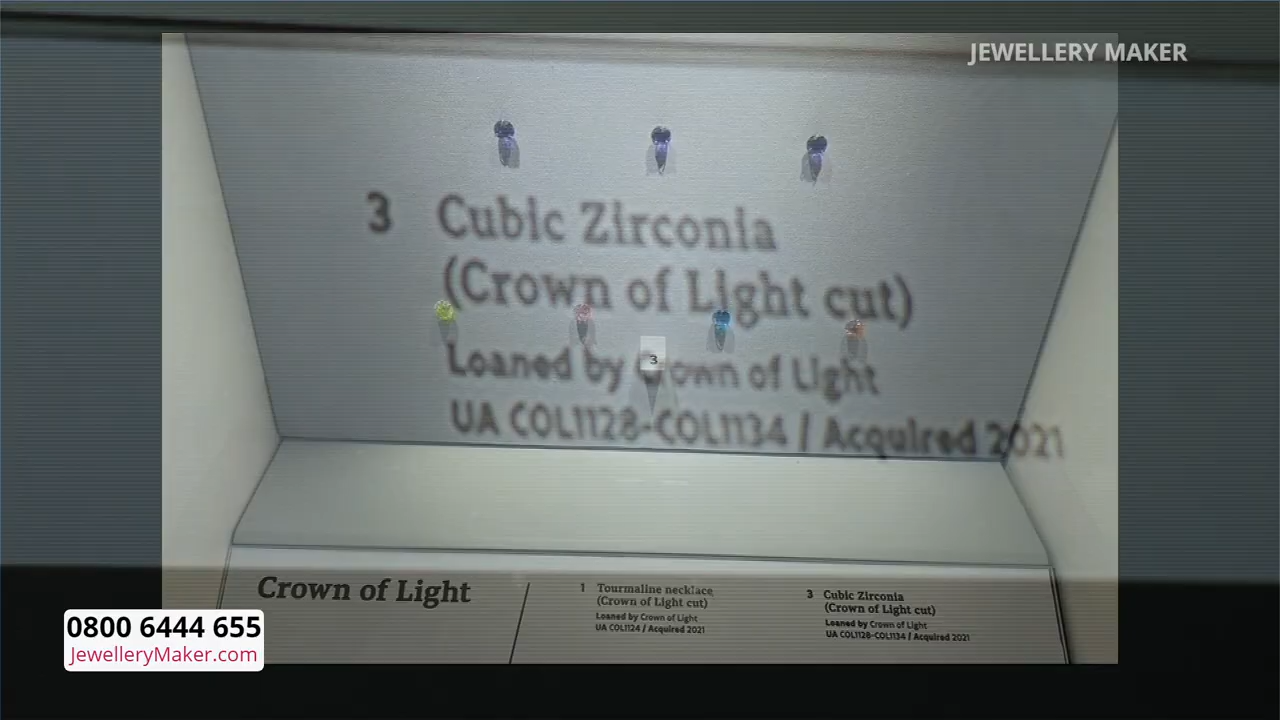 JEWELLERY MAKER
3 Cubic Zirconia
(Crown of Light cut)
3
Loaned by Crown of Light
UA COL1128-COL1134 / Acquired 2021
Crown of Light
1 Tourmaline necklace
(Crown of Light cut)
Loaned by Crown of Light
UA COL1124 / Acquired 2021
3 Cubic Zirconia
(Crown of Light cut)
Loaned by Crown of Light
UA COL1128-COL1134 / Acquired 2021
0800 6444 655
JewelleryMaker.com